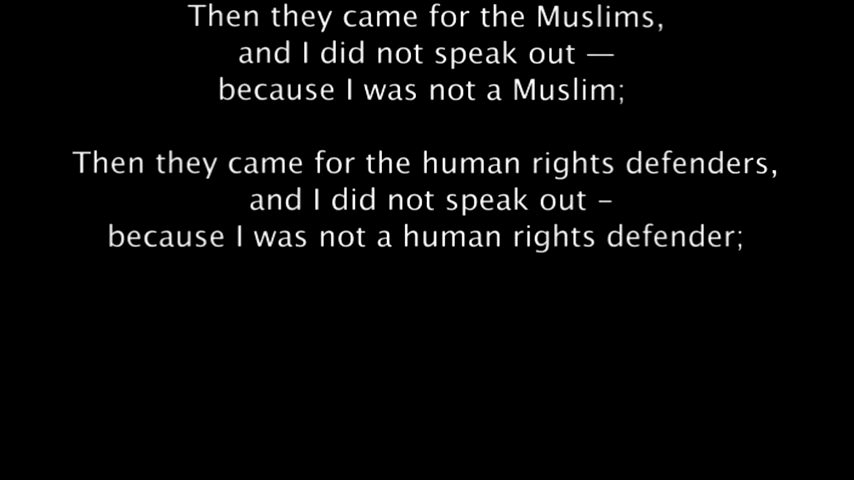 Then they came for the Muslims,
and I did not speak out —
because I was not a Muslim;
Then they came for the human rights defenders,
and I did not speak out –
because I was not a human rights defender;